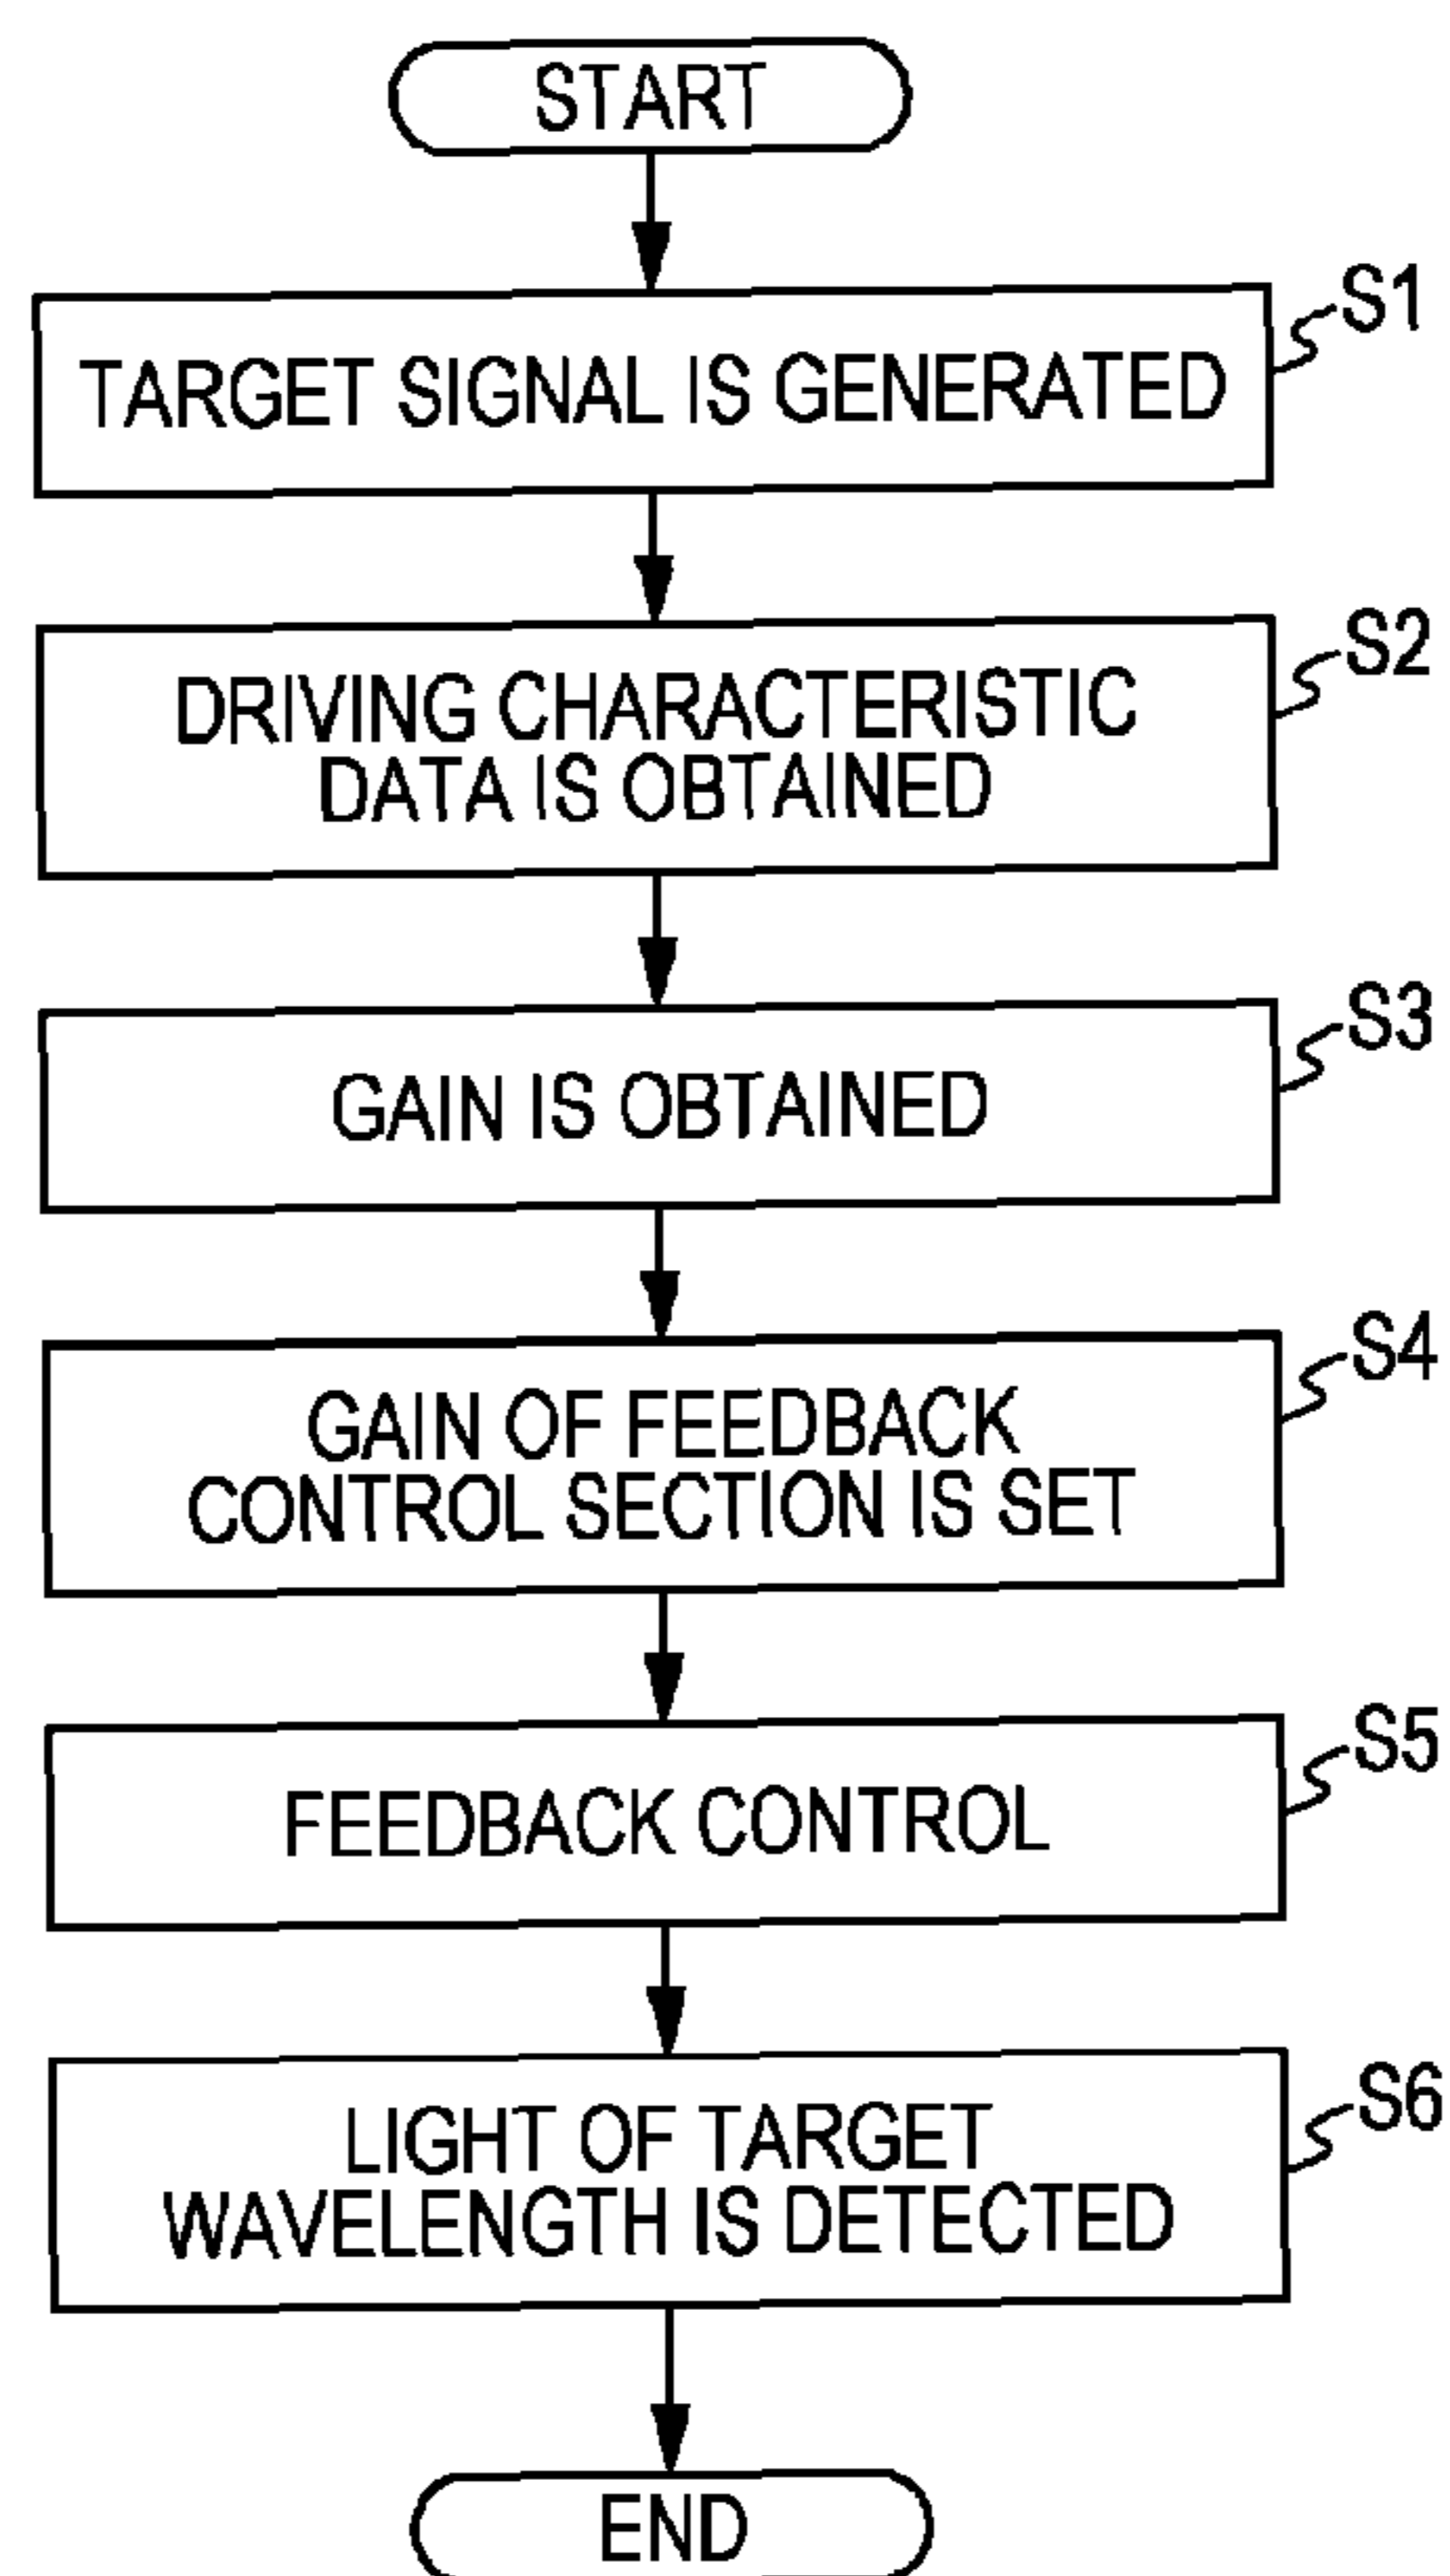 START
S1
TARGET SIGNAL IS GENERATED
S2
DRIVING CHARACTERISTIC
DATA IS OBTAINED
S3
GAIN IS OBTAINED
S4
GAIN OF FEEDBACK
CONTROL SECTION IS SET
S5
FEEDBACK CONTROL
S6
LIGHT OF TARGET
WAVELENGTH IS DETECTED
END